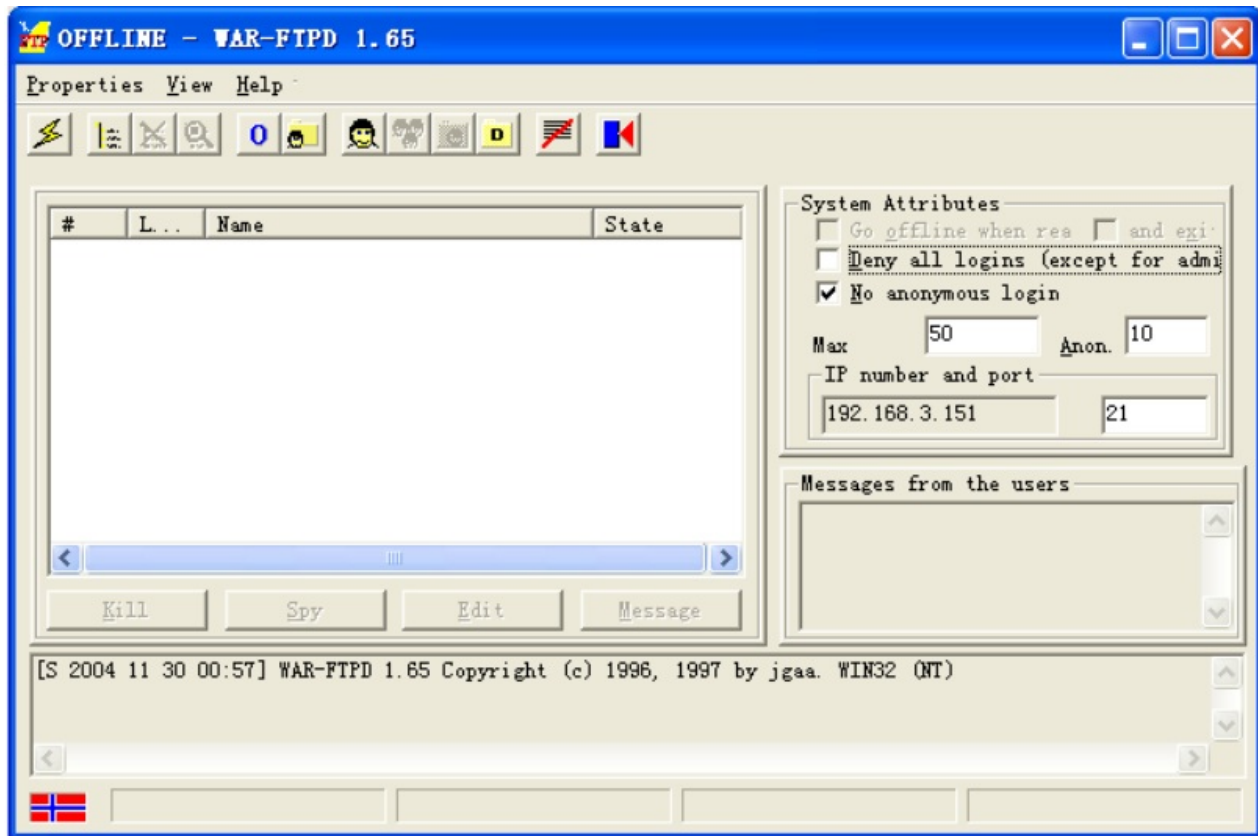 OFFLINE - WAR-FTPD 1.65
Properties View Help
O
D
# L... Name State
System Attributes
Go offline when rea and exi
Deny all logins (except for admi
No anonymous login
Max 50 Anon. 10
IP number and port
192.168.3.151 21
Messages from the users
Kill Spy Edit Message
[S 2004 11 30 00:57] WAR-FTPD 1.65 Copyright (c) 1996, 1997 by jgaa. WIN32 (NT)